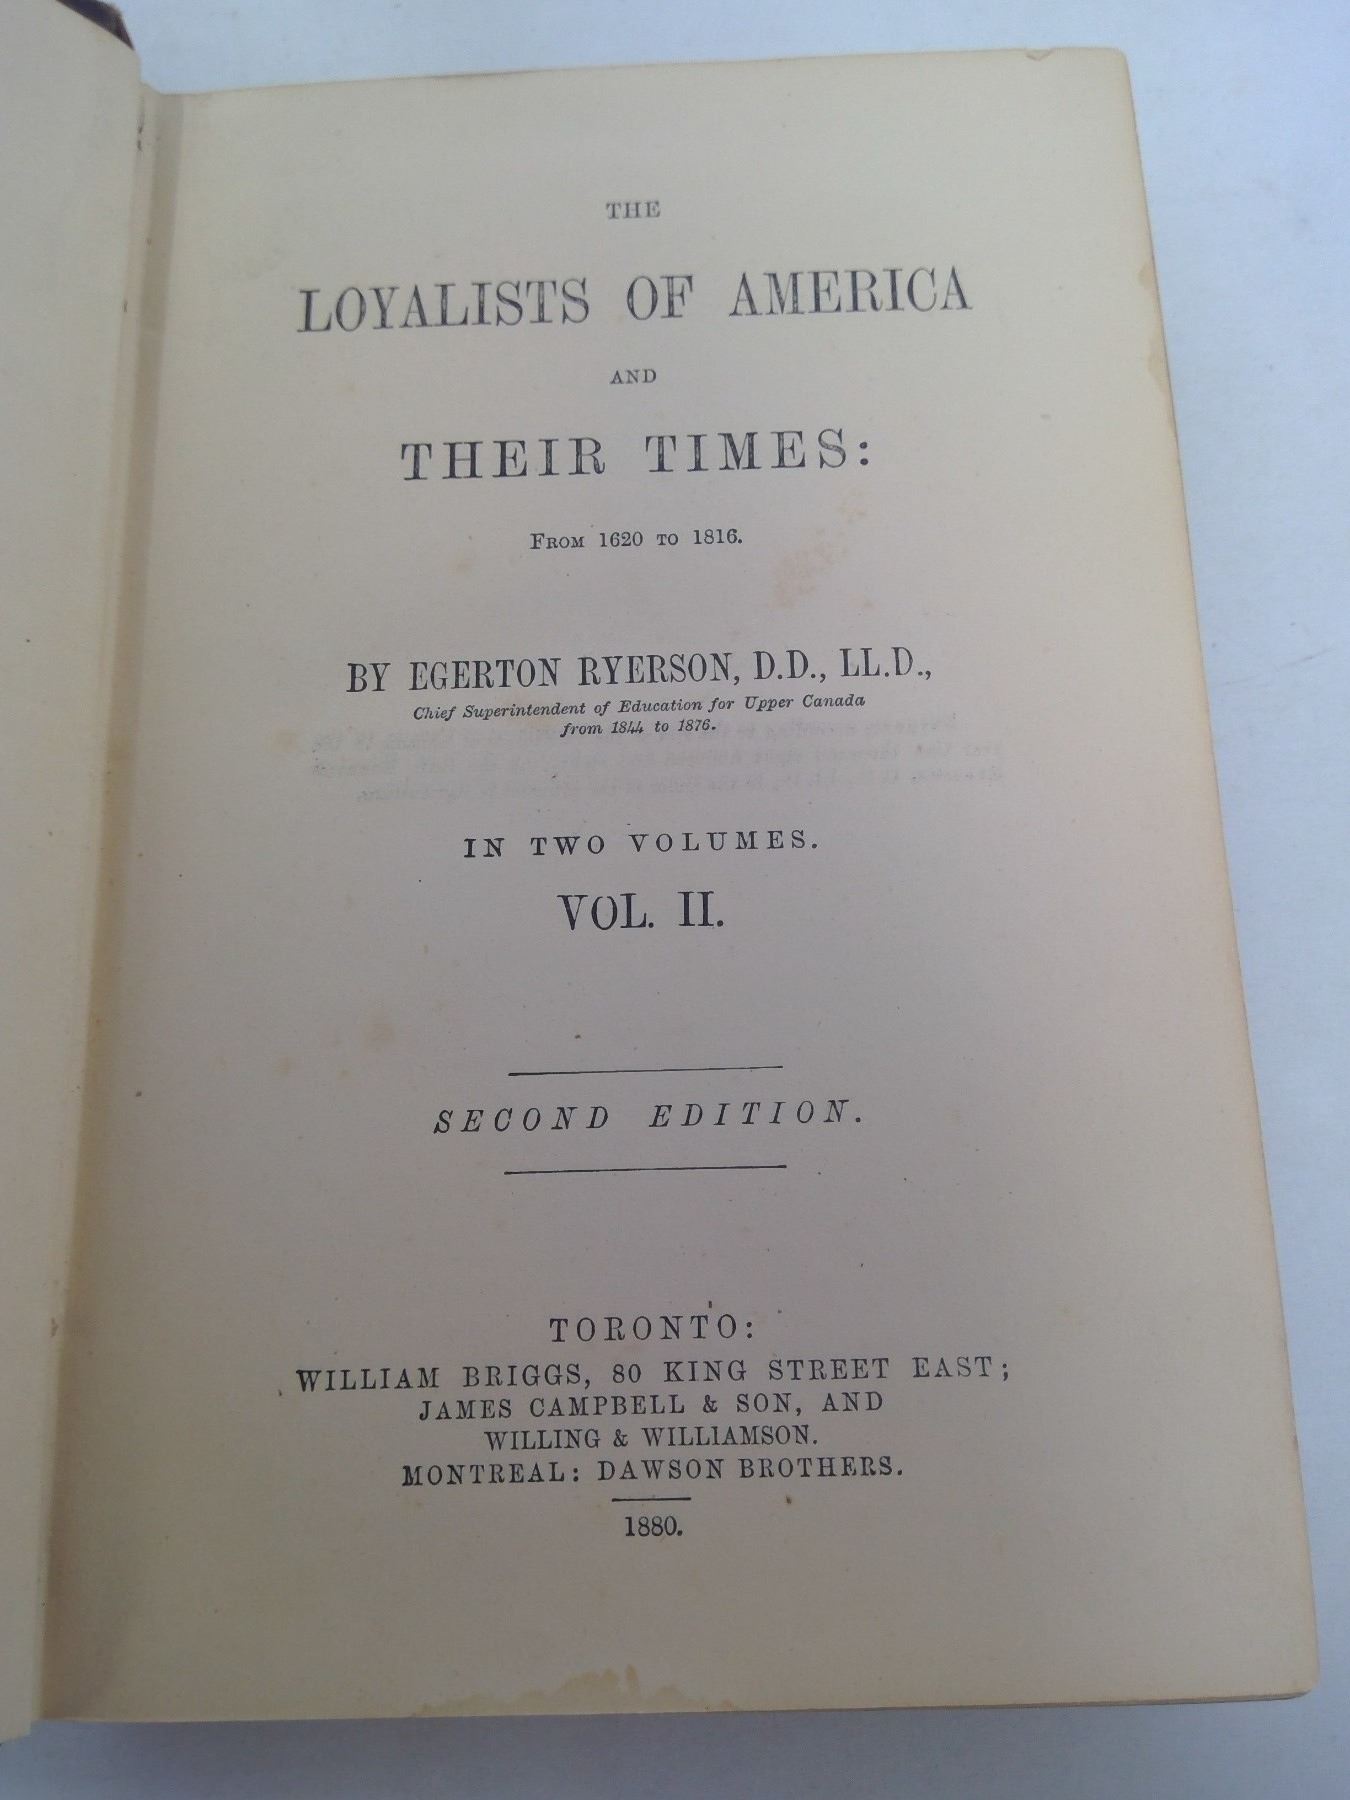 THE
LOYALISTS OF AMERICA
AND
THEIR TIMES:
FROM 1620 TO 1816.
BY EGERTON RYERSON, D.D., LL.D.,
Chief Superintendent of Education for Upper Canada
from 1844 to 1876.
IN TWO VOLUMES.
VOL. II.
SECOND EDITION.
TORONTO:
WILLIAM BRIGGS, 80 KING STREET EAST;
JAMES CAMPBELL & SON, AND
WILLING & WILLIAMSON.
MONTREAL: DAWSON BROTHERS.
1880.